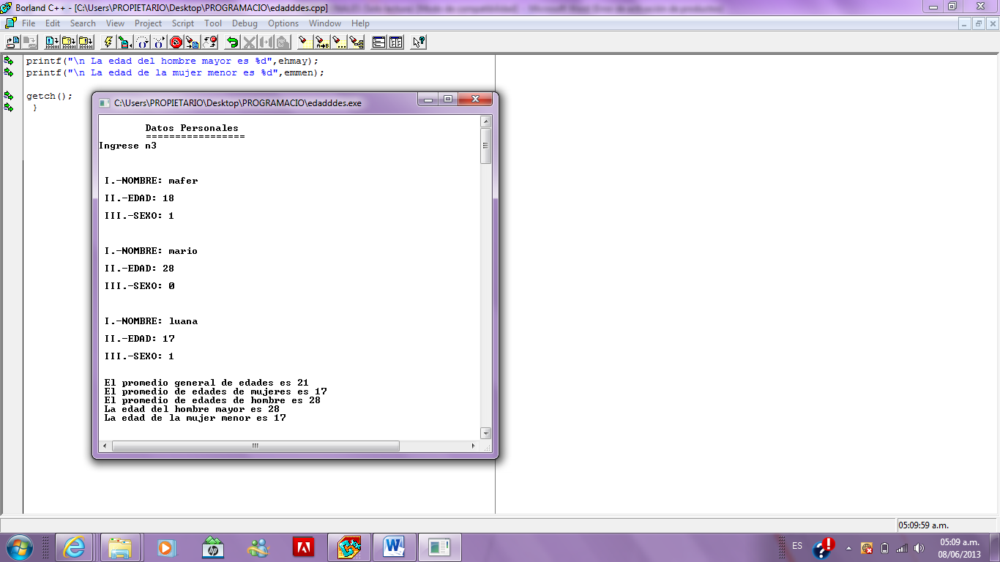 Borland C++ - [C:\Users\PROPIETARIO\Desktop\PROGRAMACIO\edadddes.cpp]
File Edit Search View Project Script Tool Debug Options Window Help
printf("\n La edad del hombre mayor es %d",ehmay);
printf("\n La edad de la mujer menor es %d",emmen);
getch();
}
C:\Users\PROPIETARIO\Desktop\PROGRAMACIO\edadddes.exe
Datos Personales
=================
Ingrese n3
I.-NOMBRE: mafer
II.-EDAD: 18
III.-SEXO: 1
I.-NOMBRE: mario
II.-EDAD: 28
III.-SEXO: 0
I.-NOMBRE: luana
II.-EDAD: 17
III.-SEXO: 1
El promedio general de edades es 21
El promedio de edades de mujeres es 17
El promedio de edades de hombre es 28
La edad del hombre mayor es 28
La edad de la mujer menor es 17
05:09:59 a.m.
ES
05:09 a.m.
08/06/2013